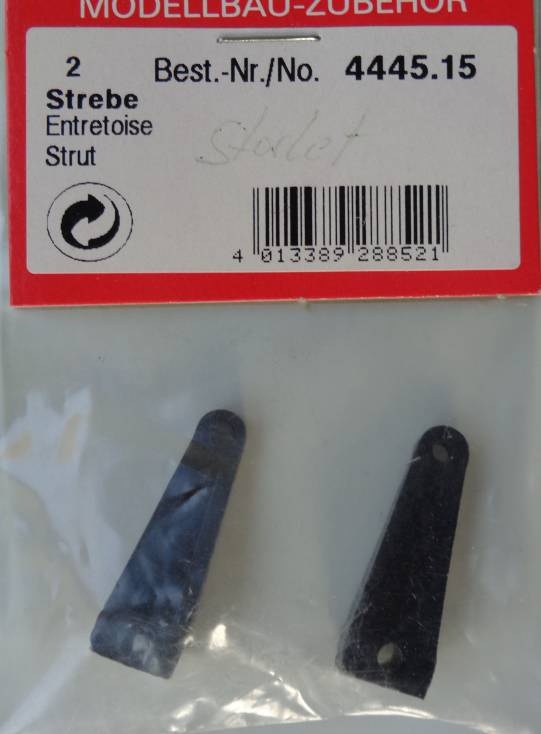 MODELLBAU-ZUBEHÖR
2 Best.-Nr./No. 4445.15
Strebe
Entretoise
Strut
Starlet
4 013389 288521